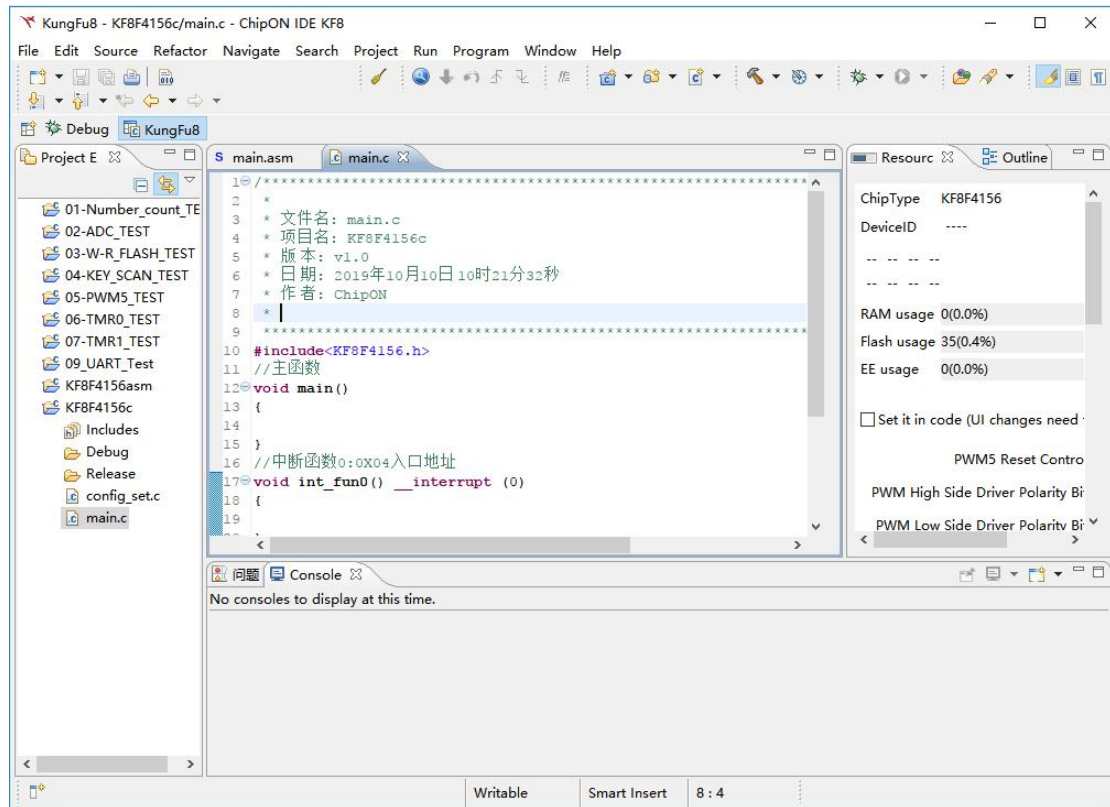 KungFu8 - KF8F4156c/main.c - ChipON IDE KF8
File Edit Source Refactor Navigate Search Project Run Program Window Help
Debug KungFu8
Project E
01-Number_count_TE
02-ADC_TEST
03-W-R_FLASH_TEST
04-KEY_SCAN_TEST
05-PWM5_TEST
06-TMR0_TEST
07-TMR1_TEST
09_UART_Test
KF8F4156asm
KF8F4156c
Includes
Debug
Release
config_set.c
main.c
S main.asm main.c
1 /***************************************************************
2 *
3 * 文件名: main.c
4 * 项目名: KF8F4156c
5 * 版本: v1.0
6 * 日期: 2019年10月10日 10时21分32秒
7 * 作者: ChipON
8 *
9 ***************************************************************
10 #include<KF8F4156.h>
11 //主函数
12 void main()
13 {
14
15 }
16 //中断函数0:0X04入口地址
17 void int_fun0() __interrupt (0)
18 {
19
Resourc Outline
ChipType KF8F4156
DeviceID ----
-- -- -- --
-- -- -- --
RAM usage 0(0.0%)
Flash usage 35(0.4%)
EE usage 0(0.0%)
Set it in code (UI changes need
PWM5 Reset Contro
PWM High Side Driver Polarity Bi
PWM Low Side Driver Polarity Bi
问题 Console
No consoles to display at this time.
Writable Smart Insert 8 : 4